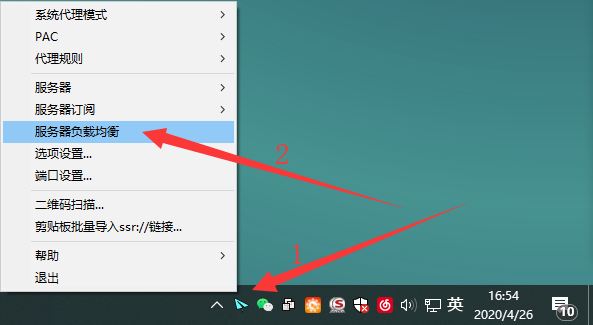 系统代理模式
PAC
代理规则
服务器
服务器订阅
服务器负载均衡
选项设置...
端口设置...
二维码扫描...
剪贴板批量导入ssr://链接...
帮助
退出
2
1
英
16:54
2020/4/26
10